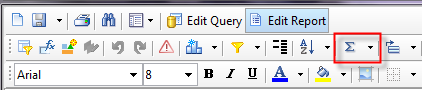 Edit Query Edit Report
A Z Σ
Arial 8 B I U A